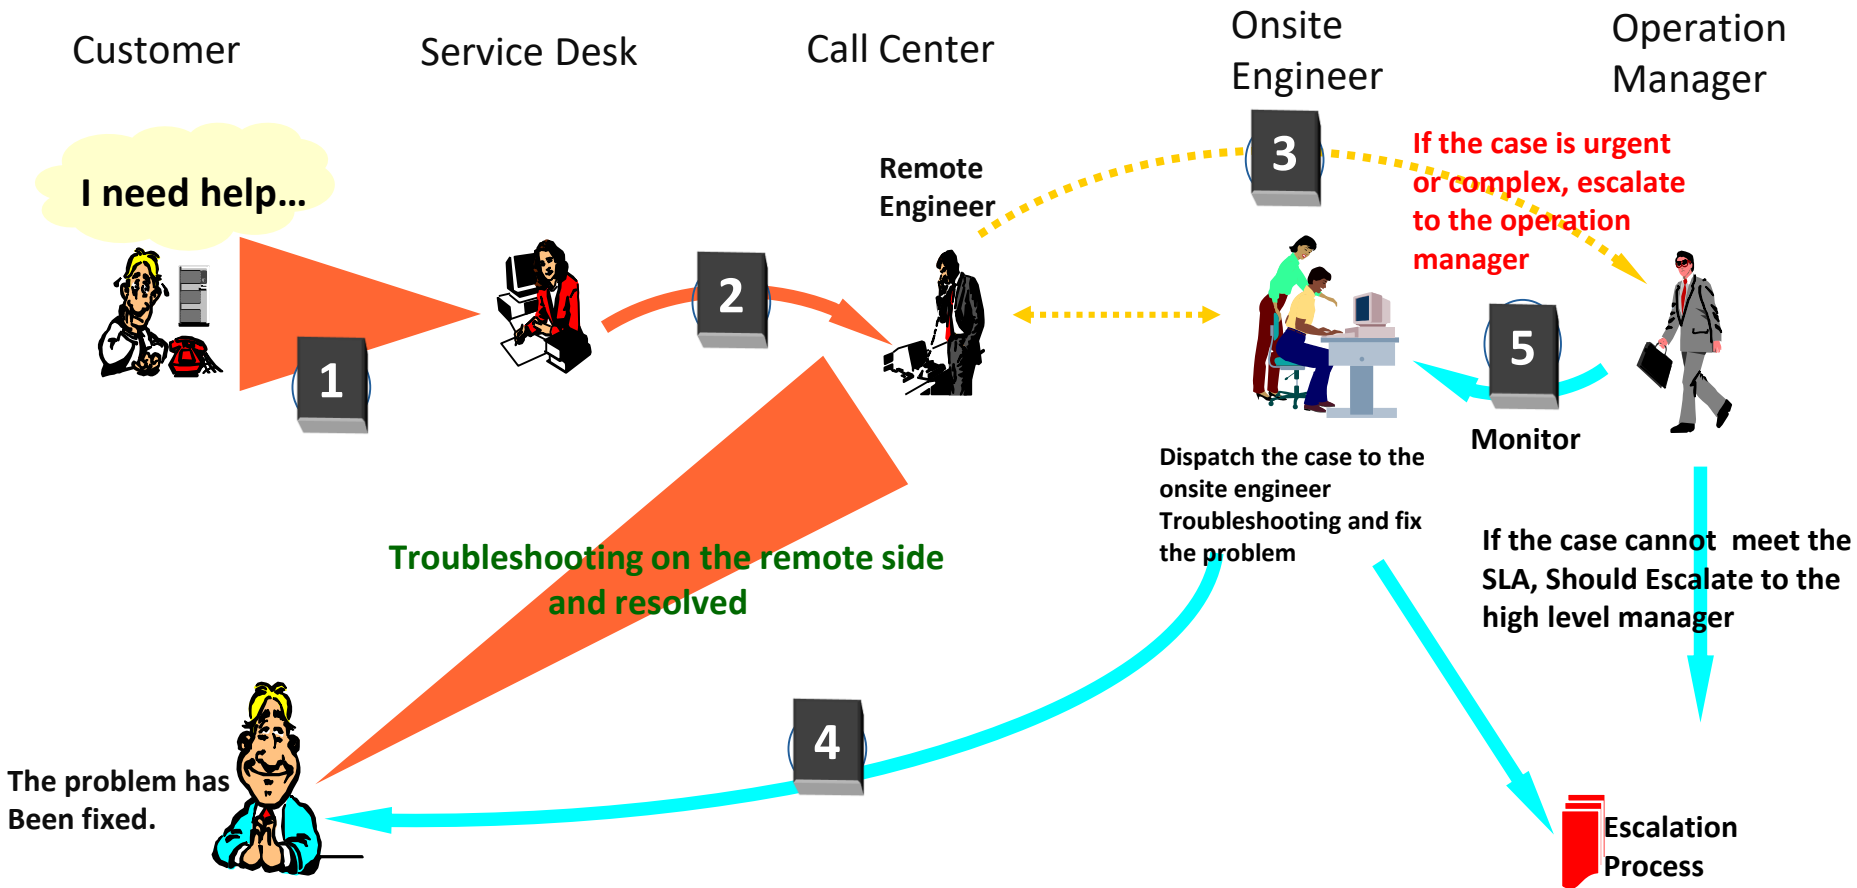 Customer
Service Desk
Call Center
Onsite
Engineer
Operation
Manager
I need help...
1
2
Remote
Engineer
3
If the case is urgent
or complex, escalate
to the operation
manager
5
Monitor
Dispatch the case to the
onsite engineer
Troubleshooting and fix
the problem
If the case cannot  meet the
SLA, Should Escalate to the
high level manager
Troubleshooting on the remote side
and resolved
4
The problem has
Been fixed.
Escalation
Process